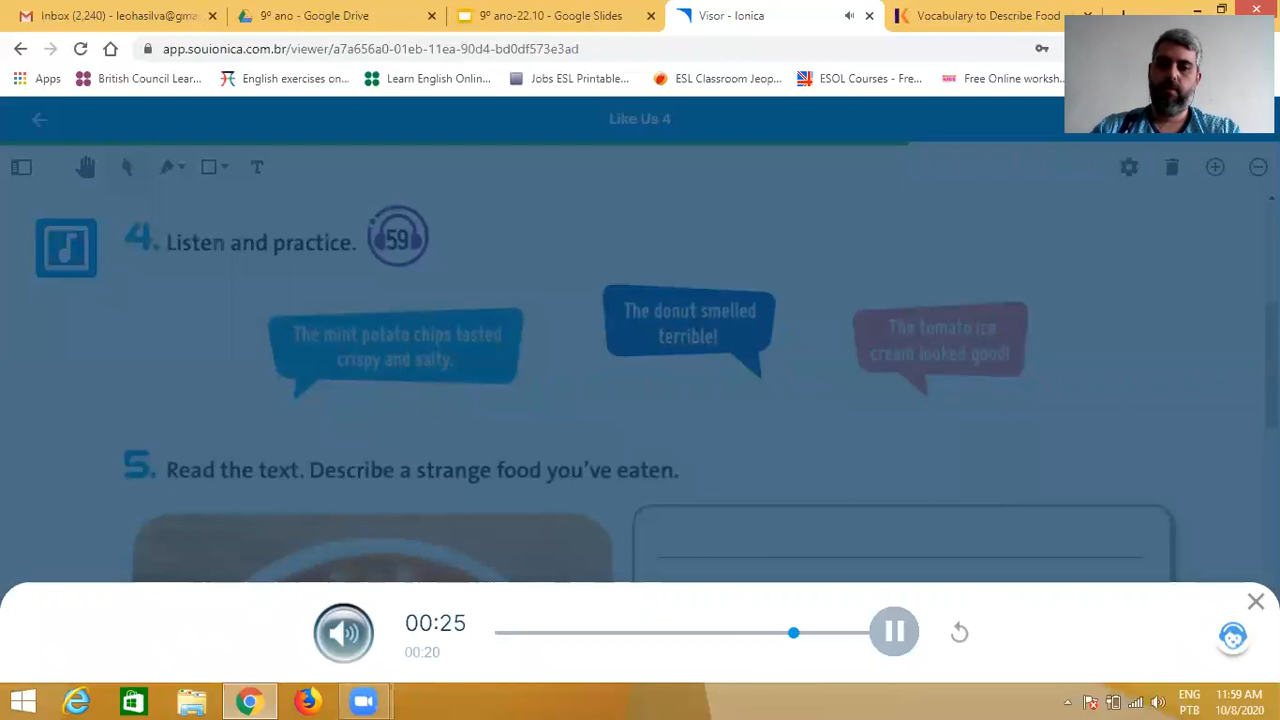 Inbox (2,240) - leohasilva@gma
9º ano - Google Drive
9º ano-22.10 - Google Slides
Visor - Ionica
Vocabulary to Describe Food
app.souionica.com.br/viewer/a7a656a0-01eb-11ea-90d4-bd0df573e3ad
Apps
British Council Lear...
English exercises on...
Learn English Onlin...
Jobs ESL Printable...
ESL Classroom Jeop...
ESOL Courses - Fre...
Free Online worksh...
Like Us 4
T
4. Listen and practice. 59
The mint potato chips tasted
crispy and salty.
The donut smelled
terrible!
The tomato ice
cream looked good!
5. Read the text. Describe a strange food you've eaten.
00:25
00:20
ENG
PTB
11:59 AM
10/8/2020